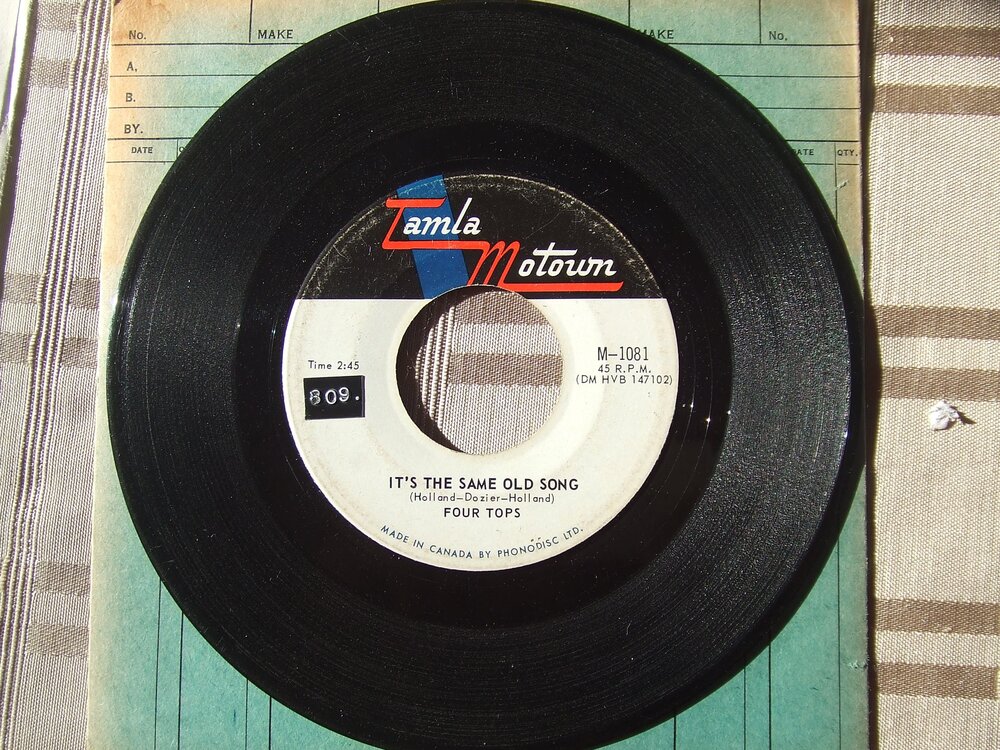 No. MAKE MAKE No.
A.
B.
BY.
DATE DATE QTY.
Tamla
Motown
Time 2:45
M-1081
45 R.P.M.
(DM HVB 147102)
809.
IT'S THE SAME OLD SONG
(Holland-Dozier-Holland)
FOUR TOPS
MADE IN CANADA BY PHONODISC LTD.